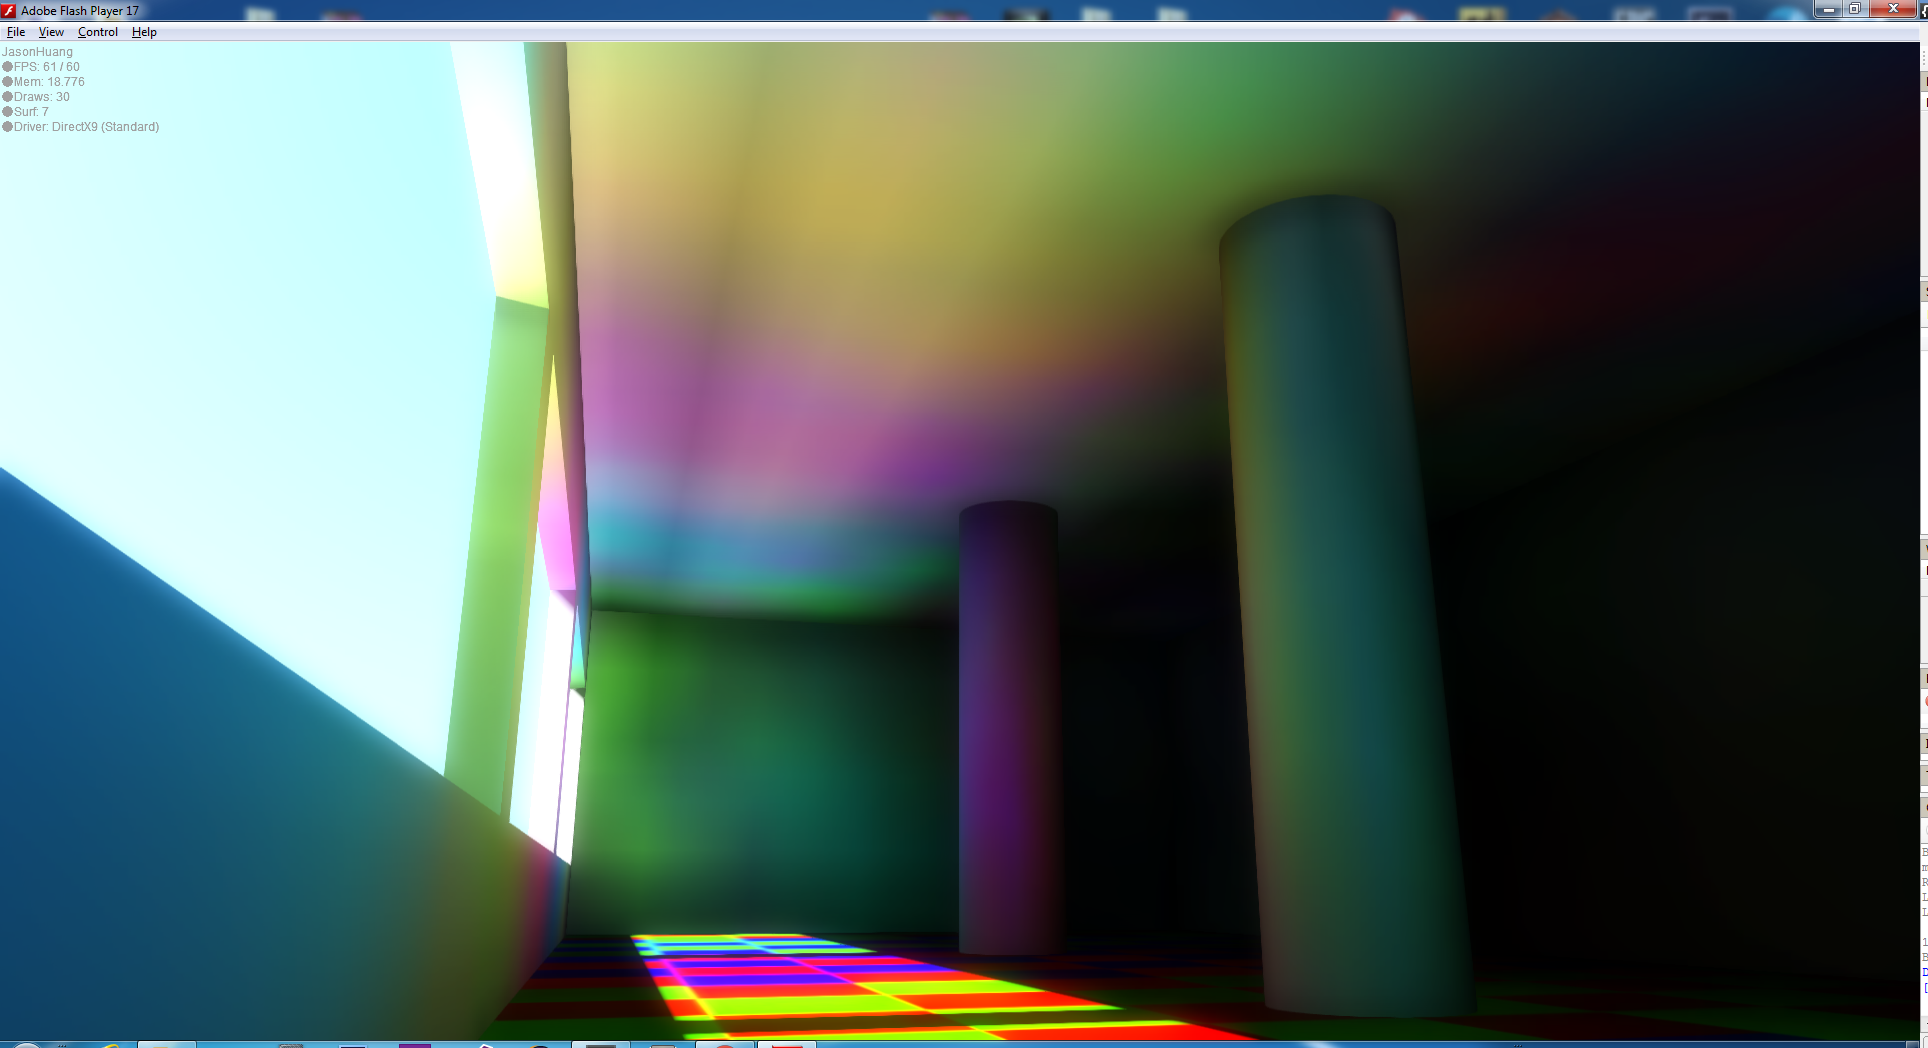 Adobe Flash Player 17
File View Control Help
JasonHuang
FPS: 61 / 60
Mem: 18.776
Draws: 30
Surf: 7
Driver: DirectX9 (Standard)